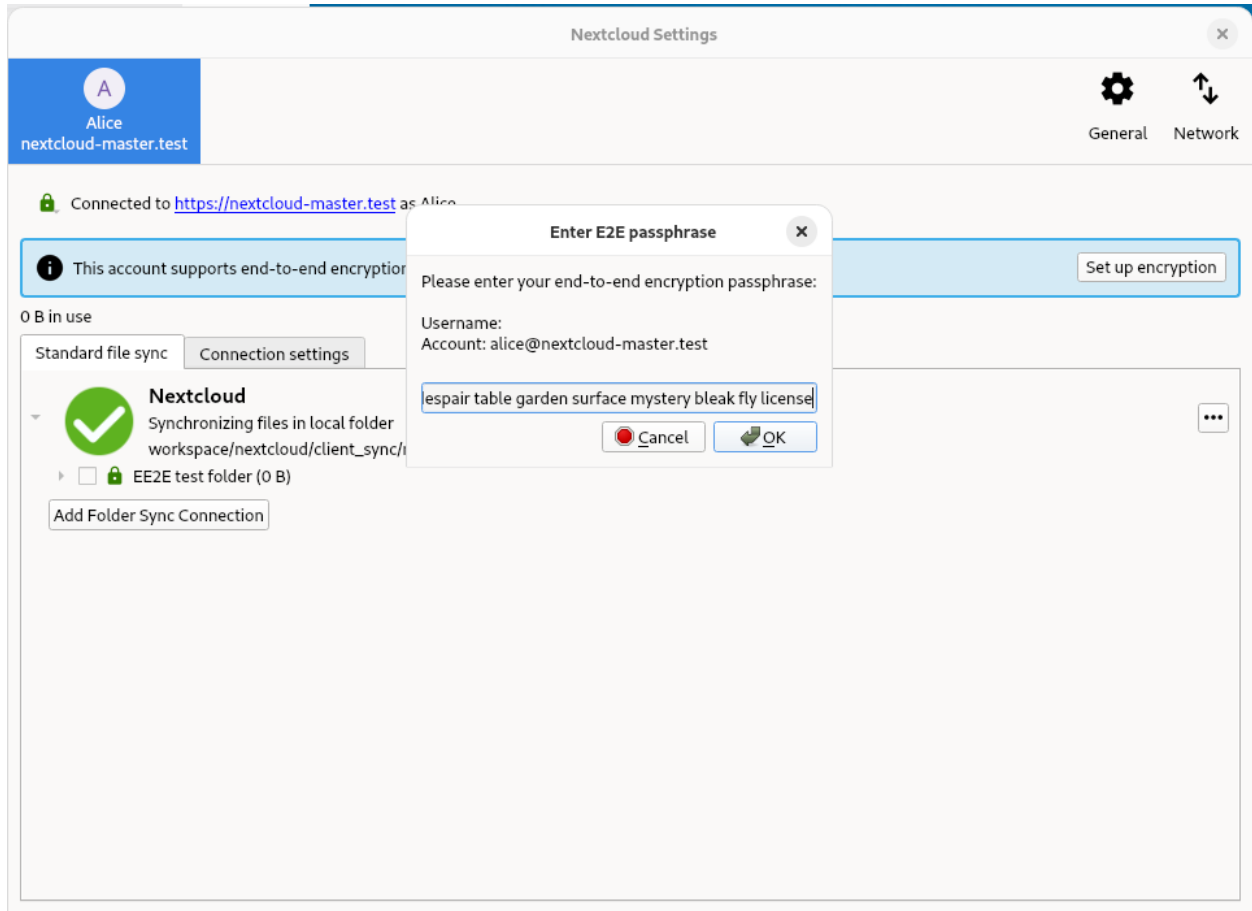 Nextcloud Settings
A
Alice
nextcloud-master.test
General
Network
Connected to https://nextcloud-master.test as Alice
This account supports end-to-end encryption
Set up encryption
0 B in use
Standard file sync
Connection settings
Nextcloud
Synchronizing files in local folder
workspace/nextcloud/client_sync/
EE2E test folder (0 B)
Add Folder Sync Connection
Enter E2E passphrase
Please enter your end-to-end encryption passphrase:
Username:
Account: alice@nextcloud-master.test
espair table garden surface mystery bleak fly license
Cancel
OK